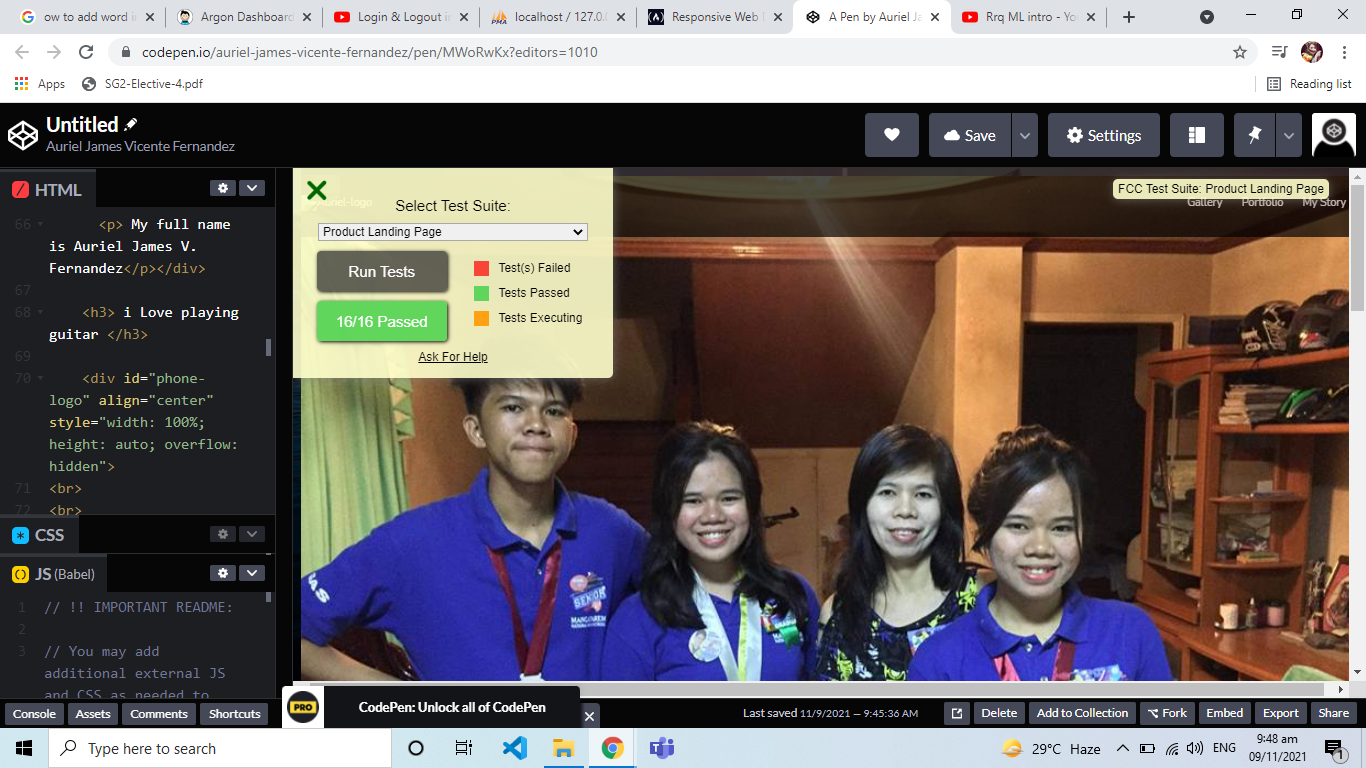 ow to add word in
Argon Dashboard
Login & Logout in
localhost / 127.0.0
Responsive Web
A Pen by Auriel Ja
Rrq ML intro - Yo
codepen.io/auriel-james-vicente-fernandez/pen/MWoRwKx?editors=1010
Apps
SG2-Elective-4.pdf
Reading list
Untitled
Auriel James Vicente Fernandez
Save
Settings
HTML
66
<p> My full name
is Auriel James V.
Fernandez</p></div>
67
68
<h3> i Love playing
guitar </h3>
69
70
<div id="phone-
logo" align="center"
style="width: 100%;
height: auto; overflow:
hidden">
71
<br>
72
<br>
CSS
JS (Babel)
1
// !! IMPORTANT README:
2
3
// You may add
additional external JS
and CSS as needed to
Select Test Suite:
Product Landing Page
Run Tests
16/16 Passed
Test(s) Failed
Tests Passed
Tests Executing
Ask For Help
FCC Test Suite: Product Landing Page
Auriel-logo
Gallery
Portfolio
My Story
SENIOR
Console
Assets
Comments
Shortcuts
PRO
CodePen: Unlock all of CodePen
Last saved 11/9/2021 — 9:45:36 AM
Delete
Add to Collection
Fork
Embed
Export
Share
Type here to search
29°C Haze
ENG
9:48 am
09/11/2021
1